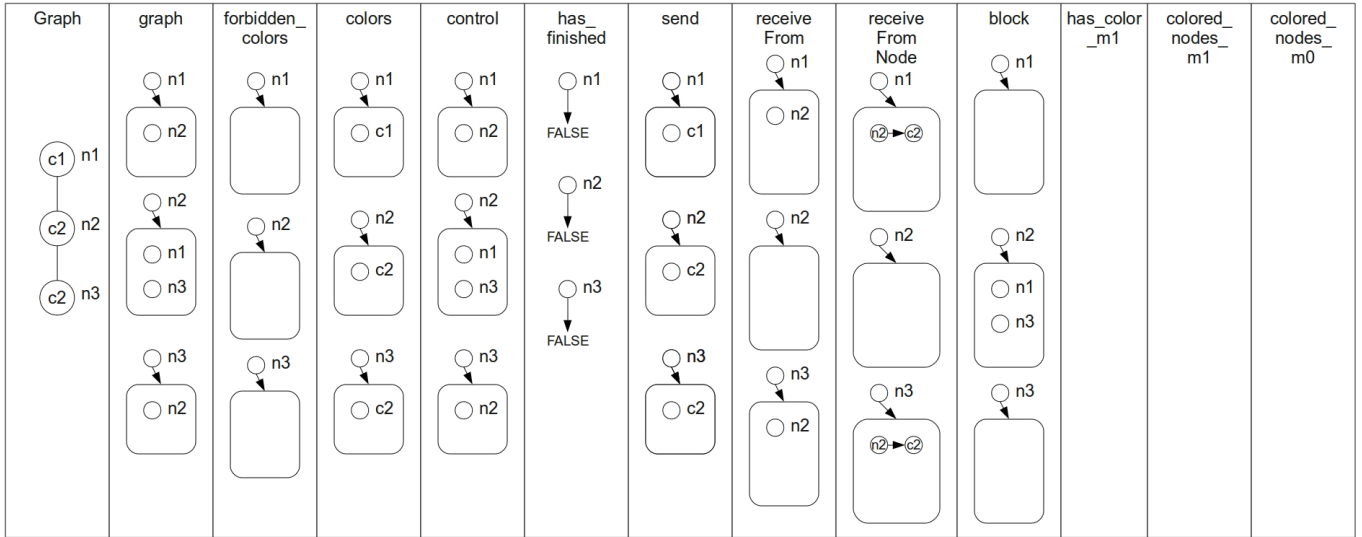 Graph
graph
forbidden_
colors
colors
control
has_
finished
send
receive
From
receive
From
Node
block
has_color
_m1
colored_
nodes_
m1
colored_
nodes_
m0
c1 n1
c2 n2
c2 n3
n1
n2
n2
n1
n3
n3
n2
n1
n2
n3
n1
c1
n2
c2
n3
c2
n1
n2
n2
n1
n3
n3
n2
n1
FALSE
n2
FALSE
n3
FALSE
n1
c1
n2
c2
n3
c2
n1
n2
n2
n3
n2
n1
n2 c2
n2
n3
n2 c2
n1
n2
n1
n3
n3